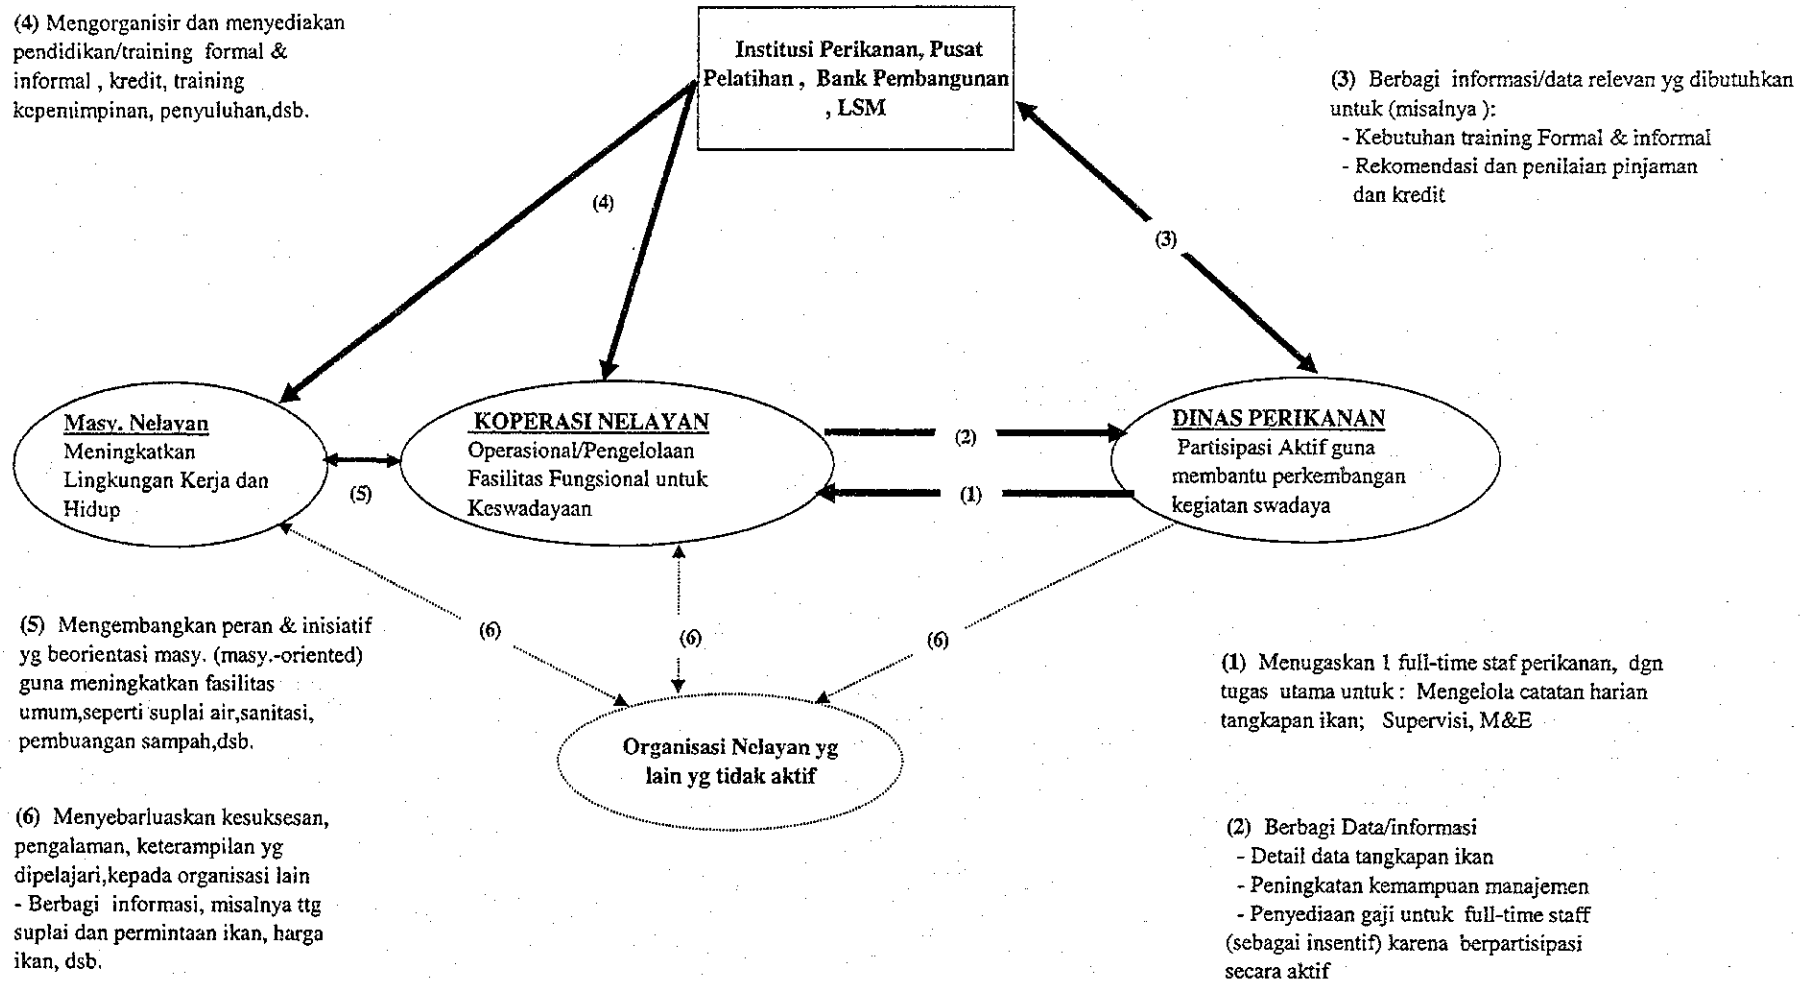 (4) Mengorganisir dan menyediakan
pendidikan/training formal &
informal , kredit, training
kepemimpinan, penyuluhan,dsb.
Institusi Perikanan, Pusat
Pelatihan , Bank Pembangunan
, LSM
(3) Berbagi informasi/data relevan yg dibutuhkan
untuk (misalnya ):
- Kebutuhan training Formal & informal
- Rekomendasi dan penilaian pinjaman
dan kredit
(4)
(3)
Masy. Nelayan
Meningkatkan
Lingkungan Kerja dan
Hidup
(5)
KOPERASI NELAYAN
Operasional/Pengelolaan
Fasilitas Fungsional untuk
Keswadayaan
(2)
(1)
DINAS PERIKANAN
Partisipasi Aktif guna
membantu perkembangan
kegiatan swadaya
(6)
(6)
(6)
Organisasi Nelayan yg
lain yg tidak aktif
(5) Mengembangkan peran & inisiatif
yg beorientasi masy. (masy.-oriented)
guna meningkatkan fasilitas
umum,seperti suplai air,sanitasi,
pembuangan sampah,dsb.
(1) Menugaskan 1 full-time staf perikanan, dgn
tugas utama untuk : Mengelola catatan harian
tangkapan ikan; Supervisi, M&E
(6) Menyebarluaskan kesuksesan,
pengalaman, keterampilan yg
dipelajari,kepada organisasi lain
- Berbagi informasi, misalnya ttg
suplai dan permintaan ikan, harga
ikan, dsb.
(2) Berbagi Data/informasi
- Detail data tangkapan ikan
- Peningkatan kemampuan manajemen
- Penyediaan gaji untuk full-time staff
(sebagai insentif) karena berpartisipasi
secara aktif